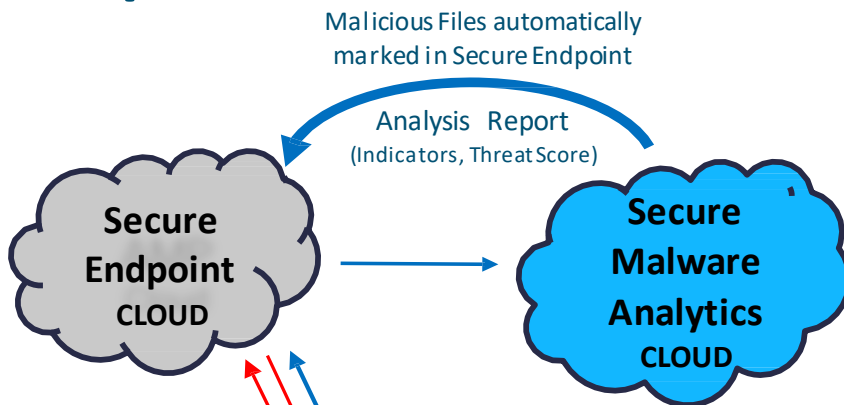 Malicious Files automatically
marked in Secure Endpoint
Analysis Report
(Indicators, Threat Score)
Secure
Endpoint
CLOUD
Secure
Malware
Analytics
CLOUD